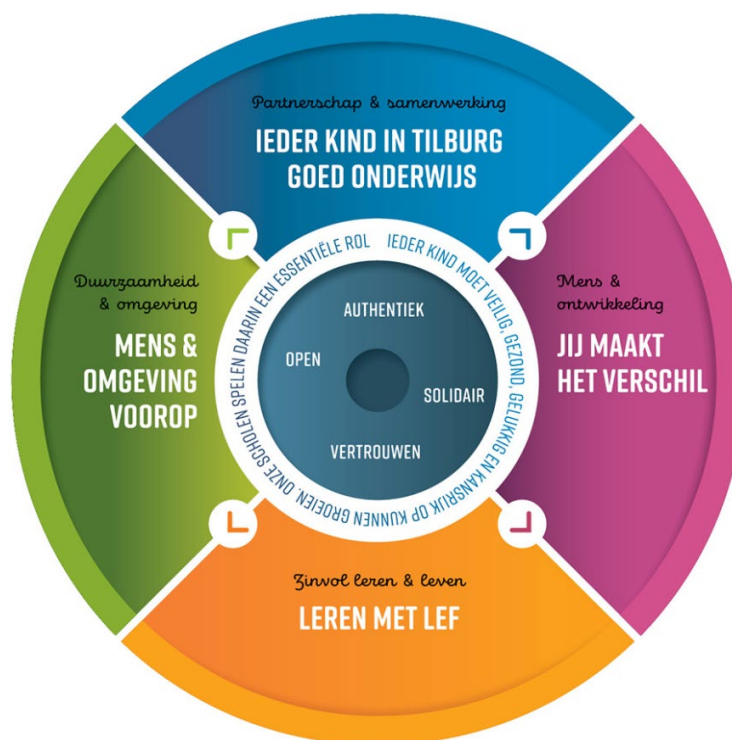 Partnerschap & samenwerking
IEDER KIND IN TILBURG
GOED ONDERWIJS
Duurzaamheid
& omgeving
MENS &
OMGEVING
VOOROP
Mens &
ontwikkeling
JIJ MAAKT
HET VERSCHIL
IEDER KIND MOET VEILIG, GEZOND, GELUKKIG EN KANSRIJK OP KUNNEN GROEIEN. ONZE SCHOLEN SPELEN DAARIN EEN ESSENTIËLE ROL
AUTHENTIEK
OPEN
SOLIDAIR
VERTROUWEN
Zinvol leren & leven
LEREN MET LEF